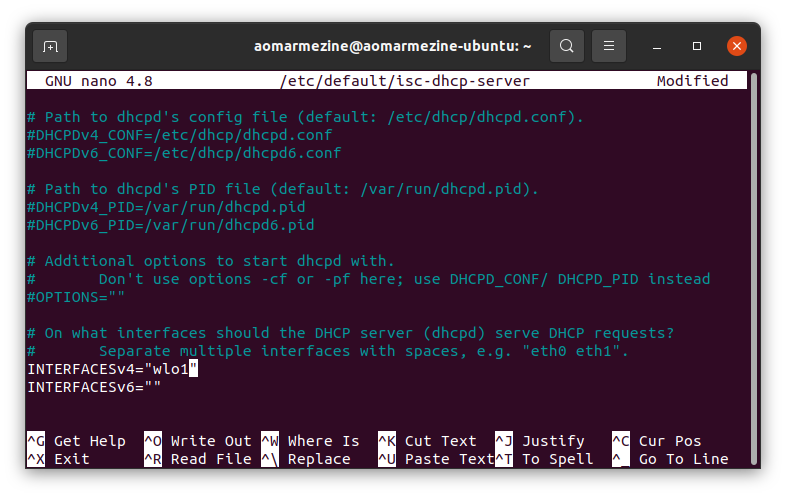 aomarmezine@aomarmezine-ubuntu: ~
GNU nano 4.8 /etc/default/isc-dhcp-server Modified
# Path to dhcpd's config file (default: /etc/dhcp/dhcpd.conf).
#DHCPDv4_CONF=/etc/dhcp/dhcpd.conf
#DHCPDv6_CONF=/etc/dhcp/dhcpd6.conf
# Path to dhcpd's PID file (default: /var/run/dhcpd.pid).
#DHCPDv4_PID=/var/run/dhcpd.pid
#DHCPDv6_PID=/var/run/dhcpd6.pid
# Additional options to start dhcpd with.
#       Don't use options -cf or -pf here; use DHCPD_CONF/ DHCPD_PID instead
#OPTIONS=""
# On what interfaces should the DHCP server (dhcpd) serve DHCP requests?
#       Separate multiple interfaces with spaces, e.g. "eth0 eth1".
INTERFACESv4="wlo1"
INTERFACESv6=""
^G Get Help  ^O Write Out ^W Where Is  ^K Cut Text  ^J Justify   ^C Cur Pos
^X Exit      ^R Read File ^\ Replace   ^U Paste Text^T To Spell  ^_ Go To Line